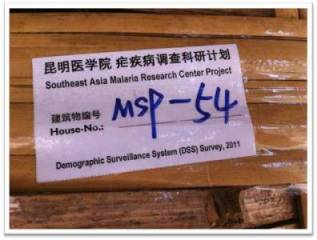 昆明医学院 疟疾病调查科研计划
Southeast Asia Malaria Research Center Project
建筑物编号
House-No.: MSP-54
Demographic Surveillance System (DSS) Survey, 2011